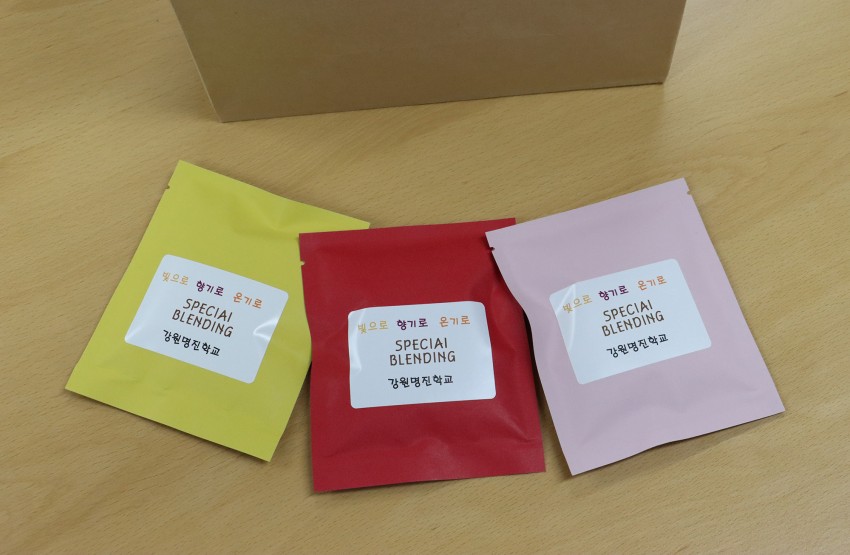 빛으로 향기로 온기로
SPECIAl
BLENDING
강원명진학교
빛으로 향기로 온기로
SPECIAl
BLENDING
강원명진학교
빛으로 향기로 온기로
SPECIAl
BLENDING
강원명진학교